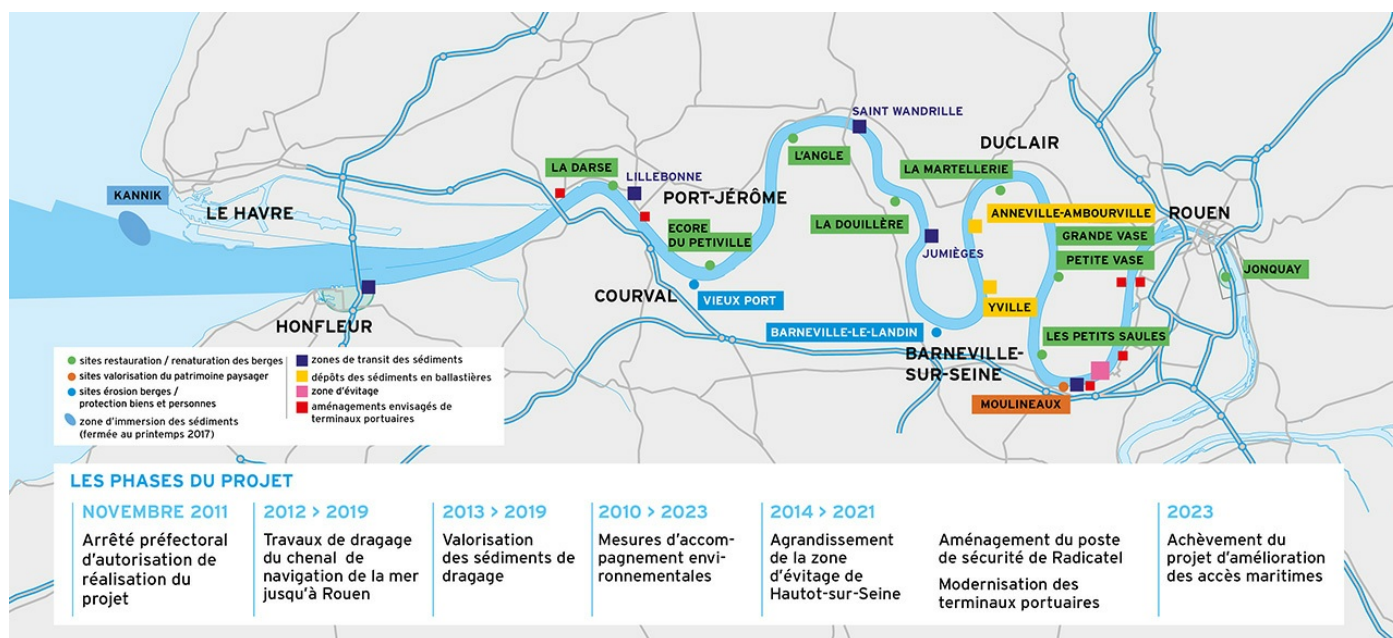 SAINT WANDRILLE
DUCLAIR
L'ANGLE
LA DARSE
LA MARTELLERIE
LILLEBONNE
KANNIK
PORT-JÉRÔME
LE HAVRE
ANNEVILLE-AMBOURVILLE
ROUEN
LA DOUILLÈRE
ECORE
DU PETIVILLE
GRANDE VASE
JUMIÈGES
PETITE VASE
JONQUAY
COURVAL
VIEUX PORT
YVILLE
HONFLEUR
BARNEVILLE-LE-LANDIN
LES PETITS SAULES
BARNEVILLE-
SUR-SEINE
MOULINEAUX
sites restauration / renaturation des berges
sites valorisation du patrimoine paysager
sites érosion berges /
protection biens et personnes
zone d'immersion des sédiments
(fermée au printemps 2017)
zones de transit des sédiments
dépôts des sédiments en ballastières
zone d'évitage
aménagements envisagés de
terminaux portuaires
LES PHASES DU PROJET
NOVEMBRE 2011
Arrêté préfectoral
d'autorisation de
réalisation du
projet
2012 > 2019
Travaux de dragage
du chenal de
navigation de la mer
jusqu'à Rouen
2013 > 2019
Valorisation
des sédiments de
dragage
2010 > 2023
Mesures d'accom-
pagnement envi-
ronnementales
2014 > 2021
Agrandissement
de la zone
d'évitage de
Hautot-sur-Seine
Aménagement du poste
de sécurité de Radicatel
Modernisation des
terminaux portuaires
2023
Achèvement du
projet d'amélioration
des accès maritimes